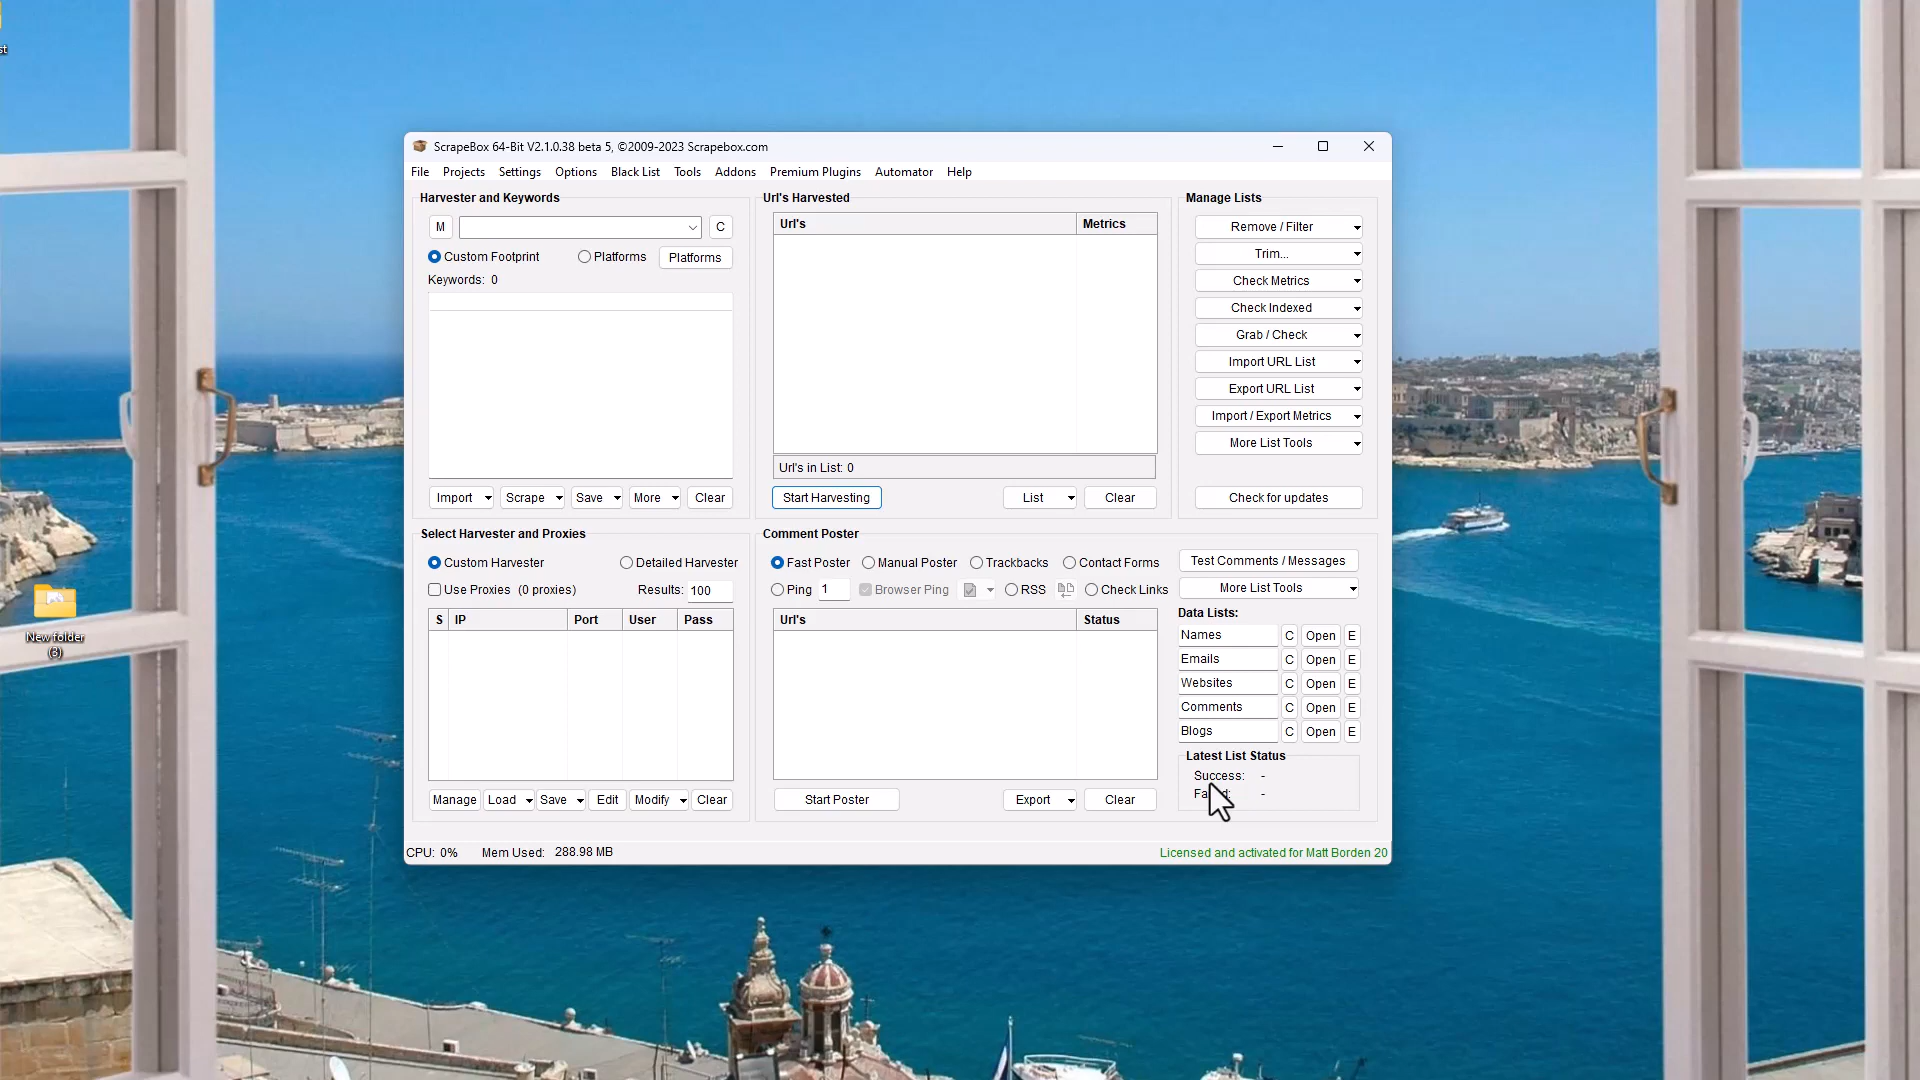 st
ScrapeBox 64-Bit V2.1.0.38 beta 5, ©2009-2023 Scrapebox.com
File Projects Settings Options Black List Tools Addons Premium Plugins Automator Help
Harvester and Keywords
M C
Custom Footprint Platforms Platforms
Keywords: 0
Import Scrape Save More Clear
Url's Harvested
Url's Metrics
Url's in List: 0
Start Harvesting List Clear
Manage Lists
Remove / Filter
Trim...
Check Metrics
Check Indexed
Grab / Check
Import URL List
Export URL List
Import / Export Metrics
More List Tools
Check for updates
Select Harvester and Proxies
Custom Harvester Detailed Harvester
Use Proxies (0 proxies) Results: 100
S IP Port User Pass
Manage Load Save Edit Modify Clear
Comment Poster
Fast Poster Manual Poster Trackbacks Contact Forms
Ping 1 Browser Ping RSS Check Links
Url's Status
Start Poster Export Clear
Test Comments / Messages
More List Tools
Data Lists:
Names C Open E
Emails C Open E
Websites C Open E
Comments C Open E
Blogs C Open E
Latest List Status
Success: -
-
CPU: 0% Mem Used: 288.98 MB
Licensed and activated for Matt Borden 20
New folder
(3)